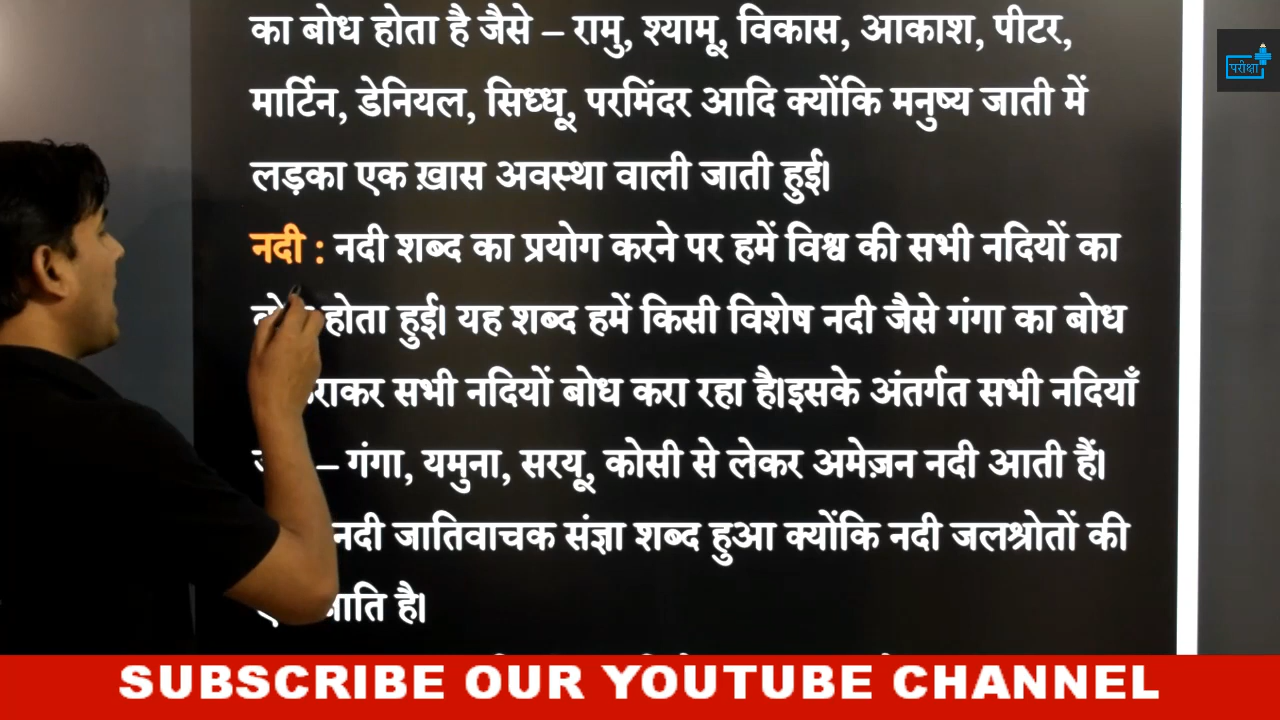 का बोध होता है जैसे – रामु, श्यामू, विकास, आकाश, पीटर,
मार्टिन, डेनियल, सिध्धू, परमिंदर आदि क्योंकि मनुष्य जाती में
लड़का एक ख़ास अवस्था वाली जाती हुई।
नदी : नदी शब्द का प्रयोग करने पर हमें विश्व की सभी नदियों का
होता हुई। यह शब्द हमें किसी विशेष नदी जैसे गंगा का बोध
सभी नदियों बोध करा रहा है।इसके अंतर्गत सभी नदियाँ
– गंगा, यमुना, सरयू, कोसी से लेकर अमेज़न नदी आती हैं।
नदी जातिवाचक संज्ञा शब्द हुआ क्योंकि नदी जलश्रोतों की
है।
परीक्षा
SUBSCRIBE OUR YOUTUBE CHANNEL